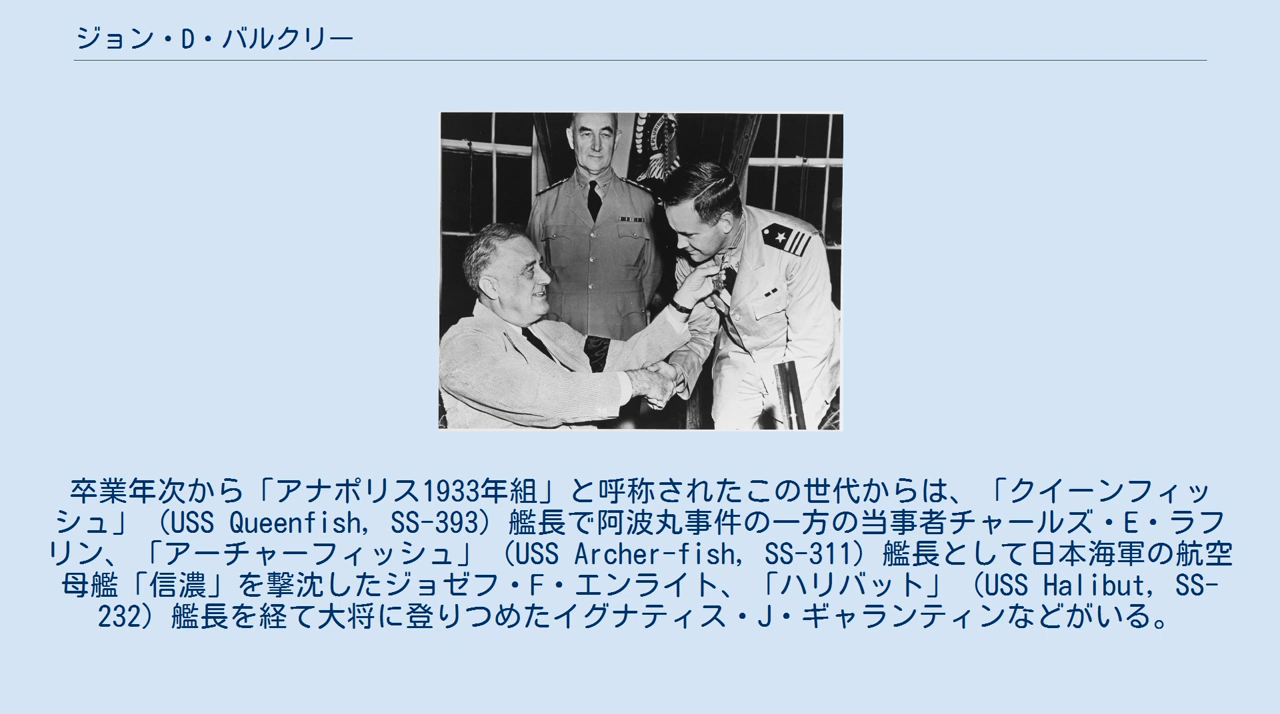 ジョン・D・バルクリー
卒業年次から「アナポリス1933年組」と呼称されたこの世代からは、「クイーンフィッ
シュ」（USS Queenfish, SS-393）艦長で阿波丸事件の一方の当事者チャールズ・E・ラフ
リン、「アーチャーフィッシュ」（USS Archer-fish, SS-311）艦長として日本海軍の航空
母艦「信濃」を撃沈したジョゼフ・F・エンライト、「ハリバット」（USS Halibut, SS-
232）艦長を経て大将に登りつめたイグナティス・J・ギャランティンなどがいる。